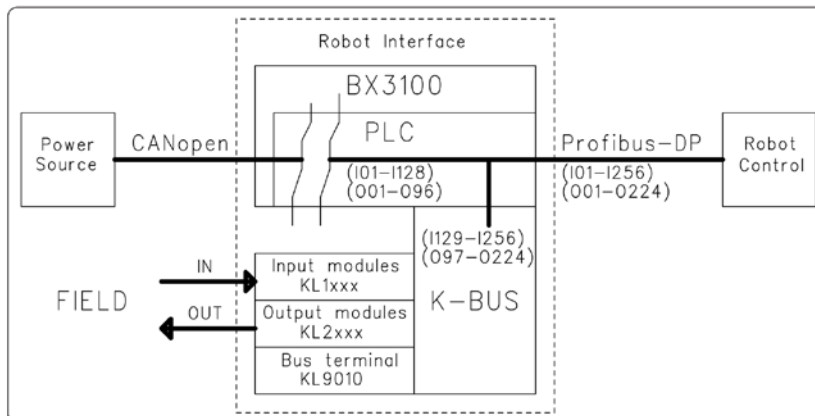 Robot Interface
BX3100
PLC
Power
Source
CANopen
Profibus-DP
Robot
Control
(I01-I128)
(O01-O96)
(I01-I256)
(O01-O224)
(I129-I256)
(O97-O224)
FIELD
IN
OUT
Input modules
KL1xxx
Output modules
KL2xxx
Bus terminal
KL9010
K-BUS